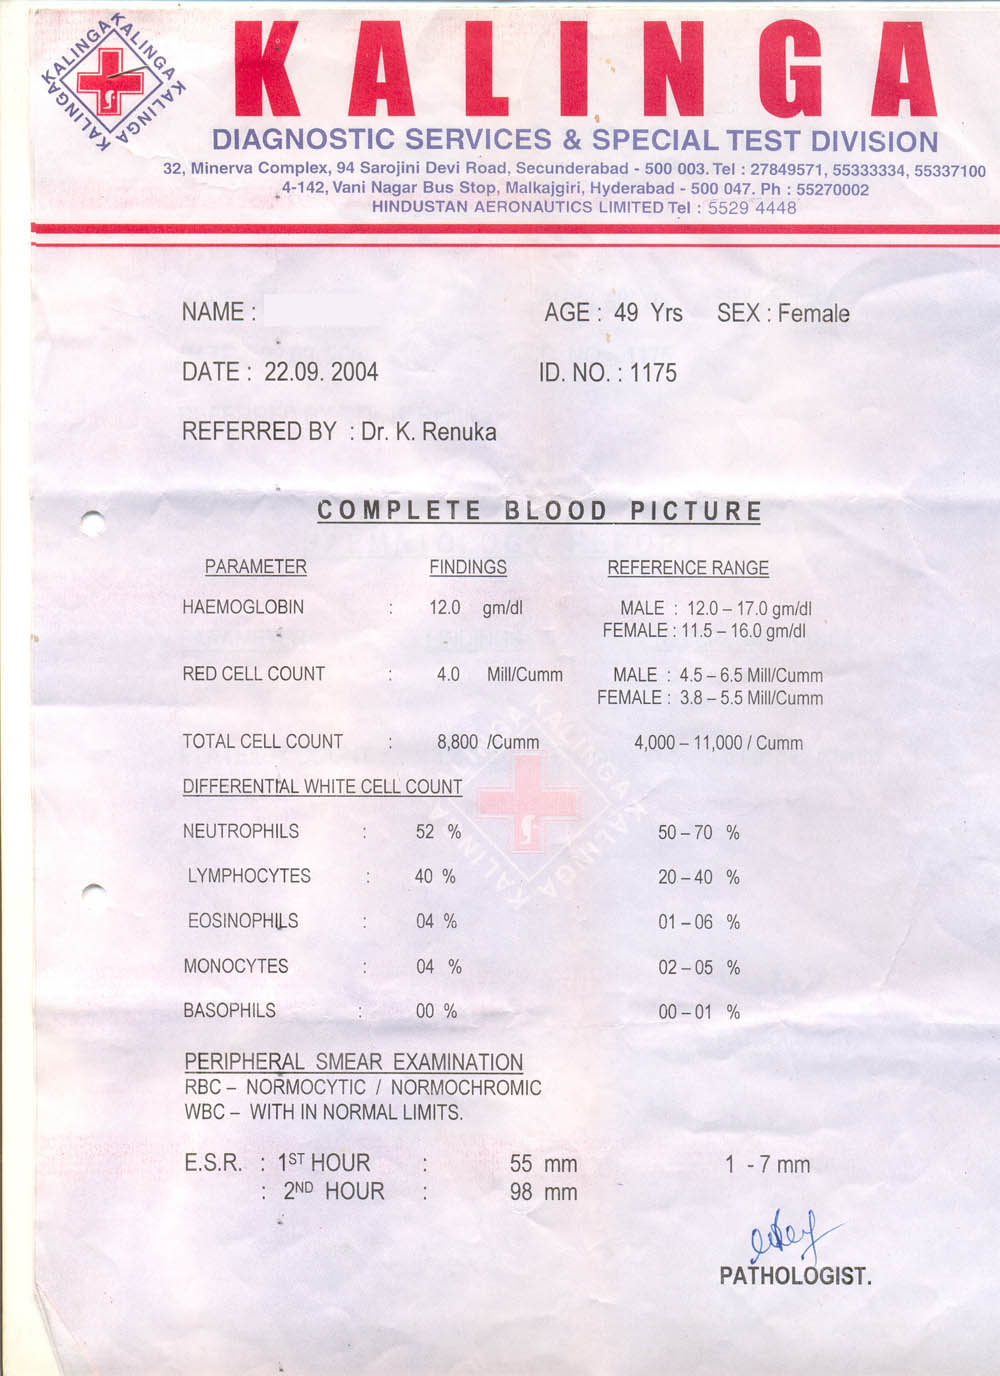 KALINGA KALINGA KALINGA KALINGA
KALINGA
DIAGNOSTIC SERVICES & SPECIAL TEST DIVISION
32, Minerva Complex, 94 Sarojini Devi Road, Secunderabad - 500 003. Tel : 27849571, 55333334, 55337100
4-142, Vani Nagar Bus Stop, Malkajgiri, Hyderabad - 500 047. Ph : 55270002
HINDUSTAN AERONAUTICS LIMITED Tel : 5529 4448
NAME : AGE : 49 Yrs SEX : Female
DATE : 22.09. 2004 ID. NO. : 1175
REFERRED BY : Dr. K. Renuka
COMPLETE BLOOD PICTURE
PARAMETER FINDINGS REFERENCE RANGE
HAEMOGLOBIN : 12.0 gm/dl MALE : 12.0 – 17.0 gm/dl
FEMALE : 11.5 – 16.0 gm/dl
RED CELL COUNT : 4.0 Mill/Cumm MALE : 4.5 – 6.5 Mill/Cumm
FEMALE : 3.8 – 5.5 Mill/Cumm
TOTAL CELL COUNT : 8,800 /Cumm 4,000 – 11,000 / Cumm
DIFFERENTIAL WHITE CELL COUNT
KALINGA KALINGA KALINGA KALINGA
NEUTROPHILS : 52 % 50 – 70 %
LYMPHOCYTES : 40 % 20 – 40 %
EOSINOPHILS : 04 % 01 – 06 %
MONOCYTES : 04 % 02 – 05 %
BASOPHILS : 00 % 00 – 01 %
PERIPHERAL SMEAR EXAMINATION
RBC – NORMOCYTIC / NORMOCHROMIC
WBC – WITH IN NORMAL LIMITS.
E.S.R. : 1ST HOUR : 55 mm 1 - 7 mm
: 2ND HOUR : 98 mm
PATHOLOGIST.